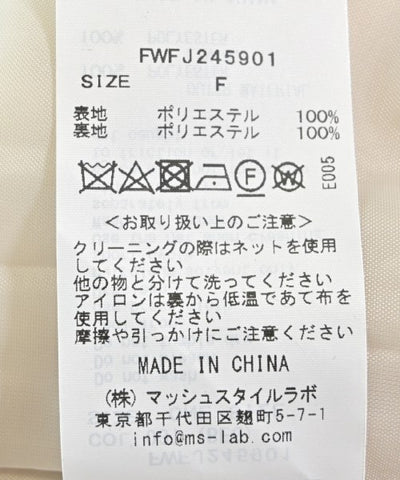 FWFJ245901
SIZE F
表地 ポリエステル 100%
裏地 ポリエステル 100%
F W E005
<お取り扱い上のご注意>
クリーニングの際はネットを使用
してください
他の物と分けて洗ってください
アイロンは裏から低温であて布を
使用してください
摩擦や引っかけにご注意ください
MADE IN CHINA
(株) マッシュスタイルラボ
東京都千代田区麹町5-7-1
info@ms-lab.com